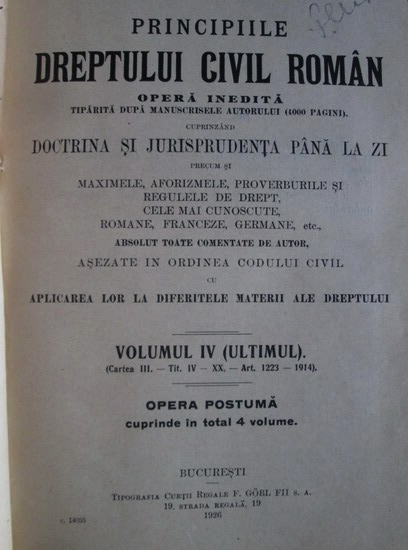 PRINCIPIILE
DREPTULUI CIVIL ROMÂN
OPERĂ INEDITĂ
TIPĂRITĂ DUPĂ MANUSCRISELE AUTORULUI (4000 PAGINI).
CUPRINZÂND
DOCTRINA ȘI JURISPRUDENȚA PÂNĂ LA ZI
PRECUM ȘI
MAXIMELE, AFORIZMELE, PROVERBURILE ȘI
REGULELE DE DREPT,
CELE MAI CUNOSCUTE,
ROMANE, FRANCEZE, GERMANE, etc.,
ABSOLUT TOATE COMENTATE DE AUTOR,
AȘEZATE IN ORDINEA CODULUI CIVIL
CU
APLICAREA LOR LA DIFERITELE MATERII ALE DREPTULUI
VOLUMUL IV (ULTIMUL).
(Cartea III. — Tit. IV — XX. — Art. 1223 — 1914).
OPERA POSTUMĂ
cuprinde în total 4 volume.
BUCUREȘTI
TIPOGRAFIA CURȚII REGALE F. GÖBL FII S. A.
19. STRADA REGALĂ, 19
1926